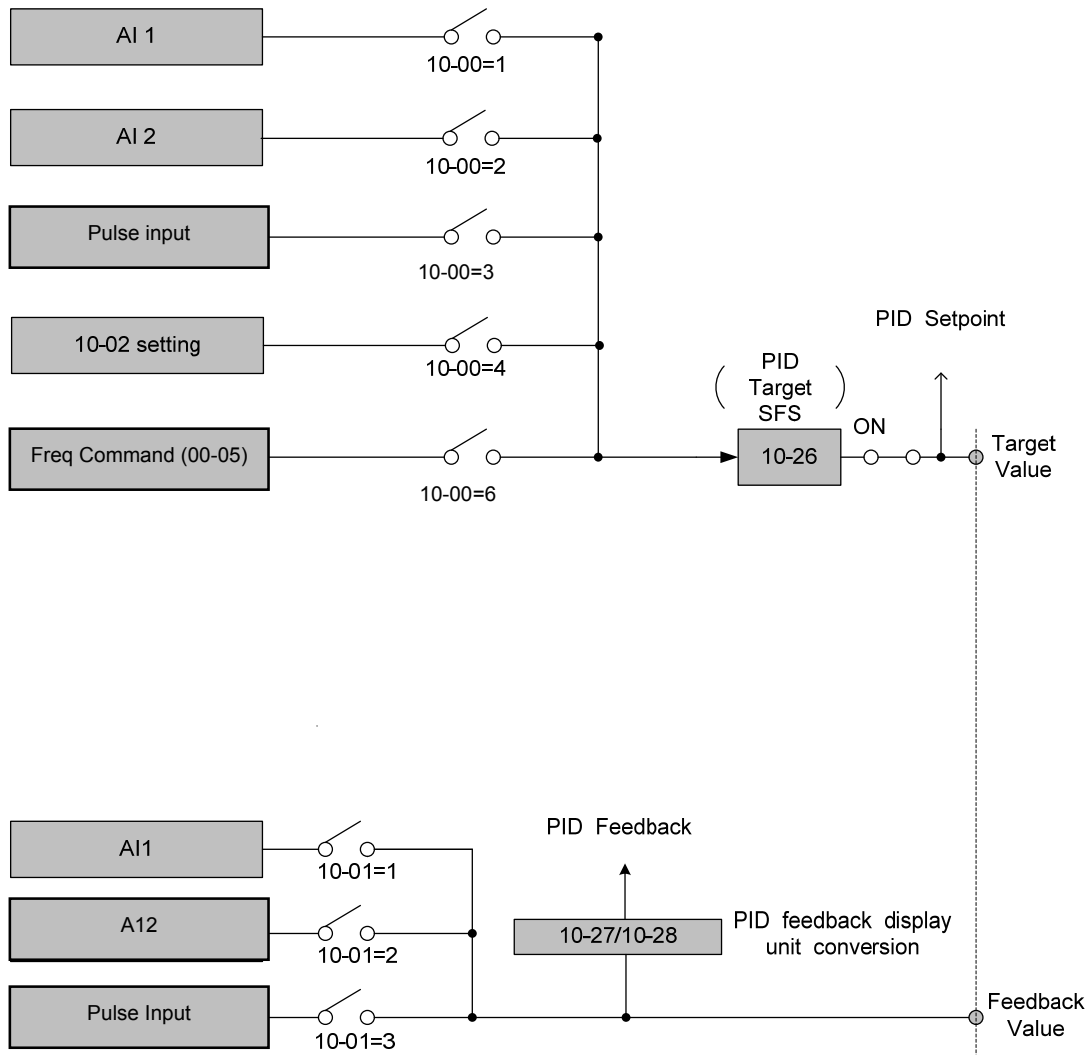 AI 1
10-00=1
AI 2
10-00=2
Pulse input
10-00=3
10-02 setting
10-00=4
Freq Command (00-05)
10-00=6
( PID )
Target
SFS
10-26
ON
PID Setpoint
Target
Value
AI1
10-01=1
A12
10-01=2
Pulse Input
10-01=3
PID Feedback
10-27/10-28
PID feedback display
unit conversion
Feedback
Value